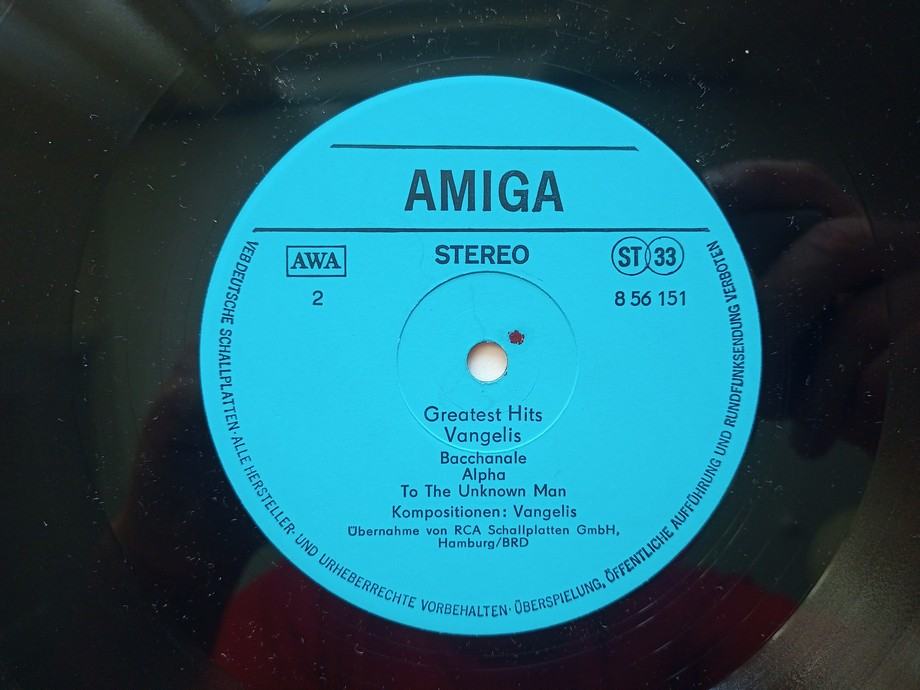 AMIGA
AWA
STEREO
ST 33
2
8 56 151
Greatest Hits
Vangelis
Bacchanale
Alpha
To The Unknown Man
Kompositionen: Vangelis
Übernahme von RCA Schallplatten GmbH,
Hamburg/BRD
VEB DEUTSCHE SCHALLPLATTEN · ALLE HERSTELLER- UND URHEBERRECHTE VORBEHALTEN · ÜBERSPIELUNG, ÖFFENTLICHE AUFFÜHRUNG UND RUNDFUNKSENDUNG VERBOTEN